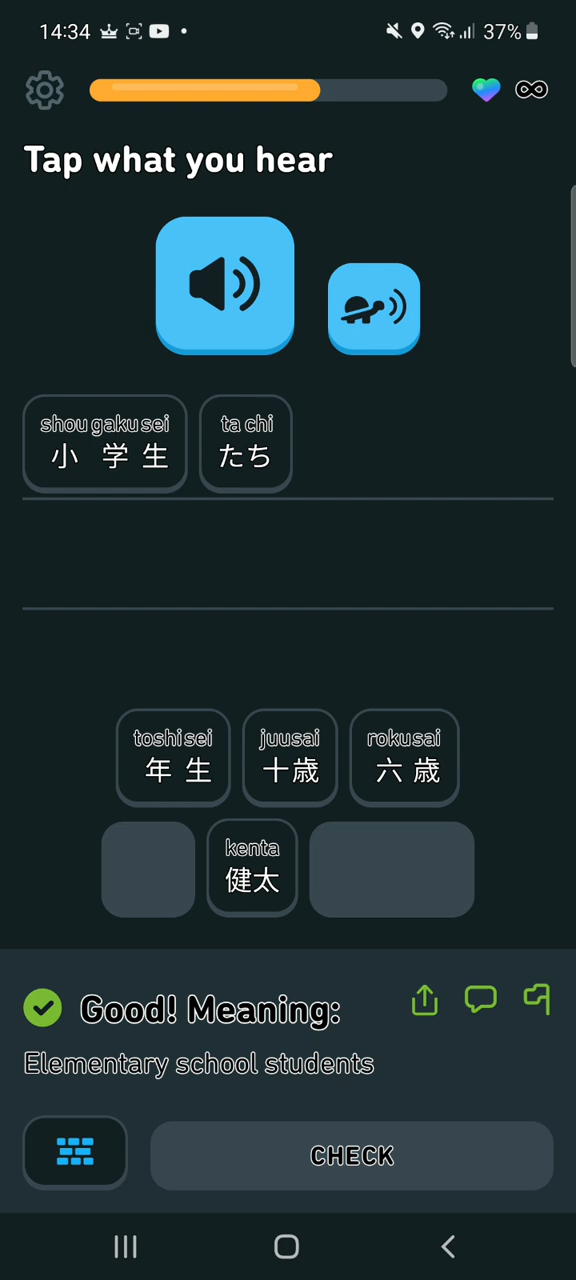 14:34
37%
Tap what you hear
shou gaku sei ta chi
小 学 生 たち
toshi sei juusai rokusai
年 生 十歳 六 歳
kenta
健太
Good! Meaning:
Elementary school students
CHECK